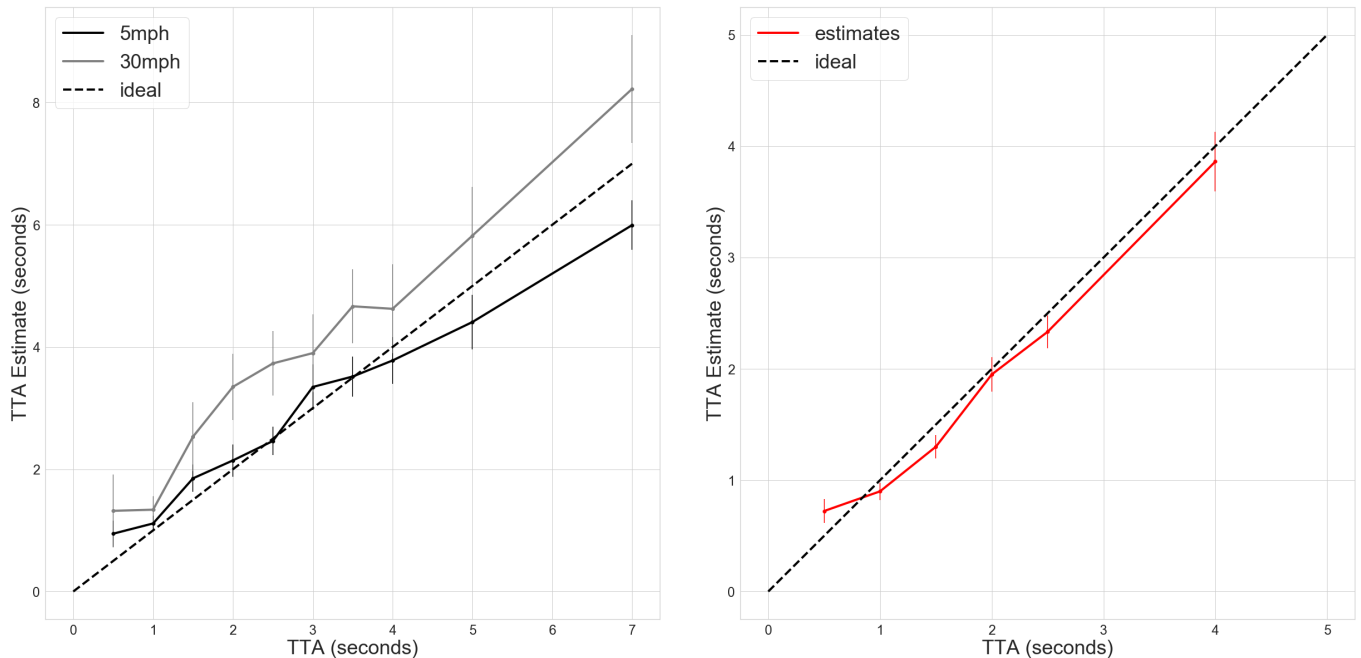 5mph
30mph
ideal
8
6
4
2
0
TTA Estimate (seconds)
0 1 2 3 4 5 6 7
TTA (seconds)
estimates
ideal
5
4
3
2
1
0
TTA Estimate (seconds)
0 1 2 3 4 5
TTA (seconds)